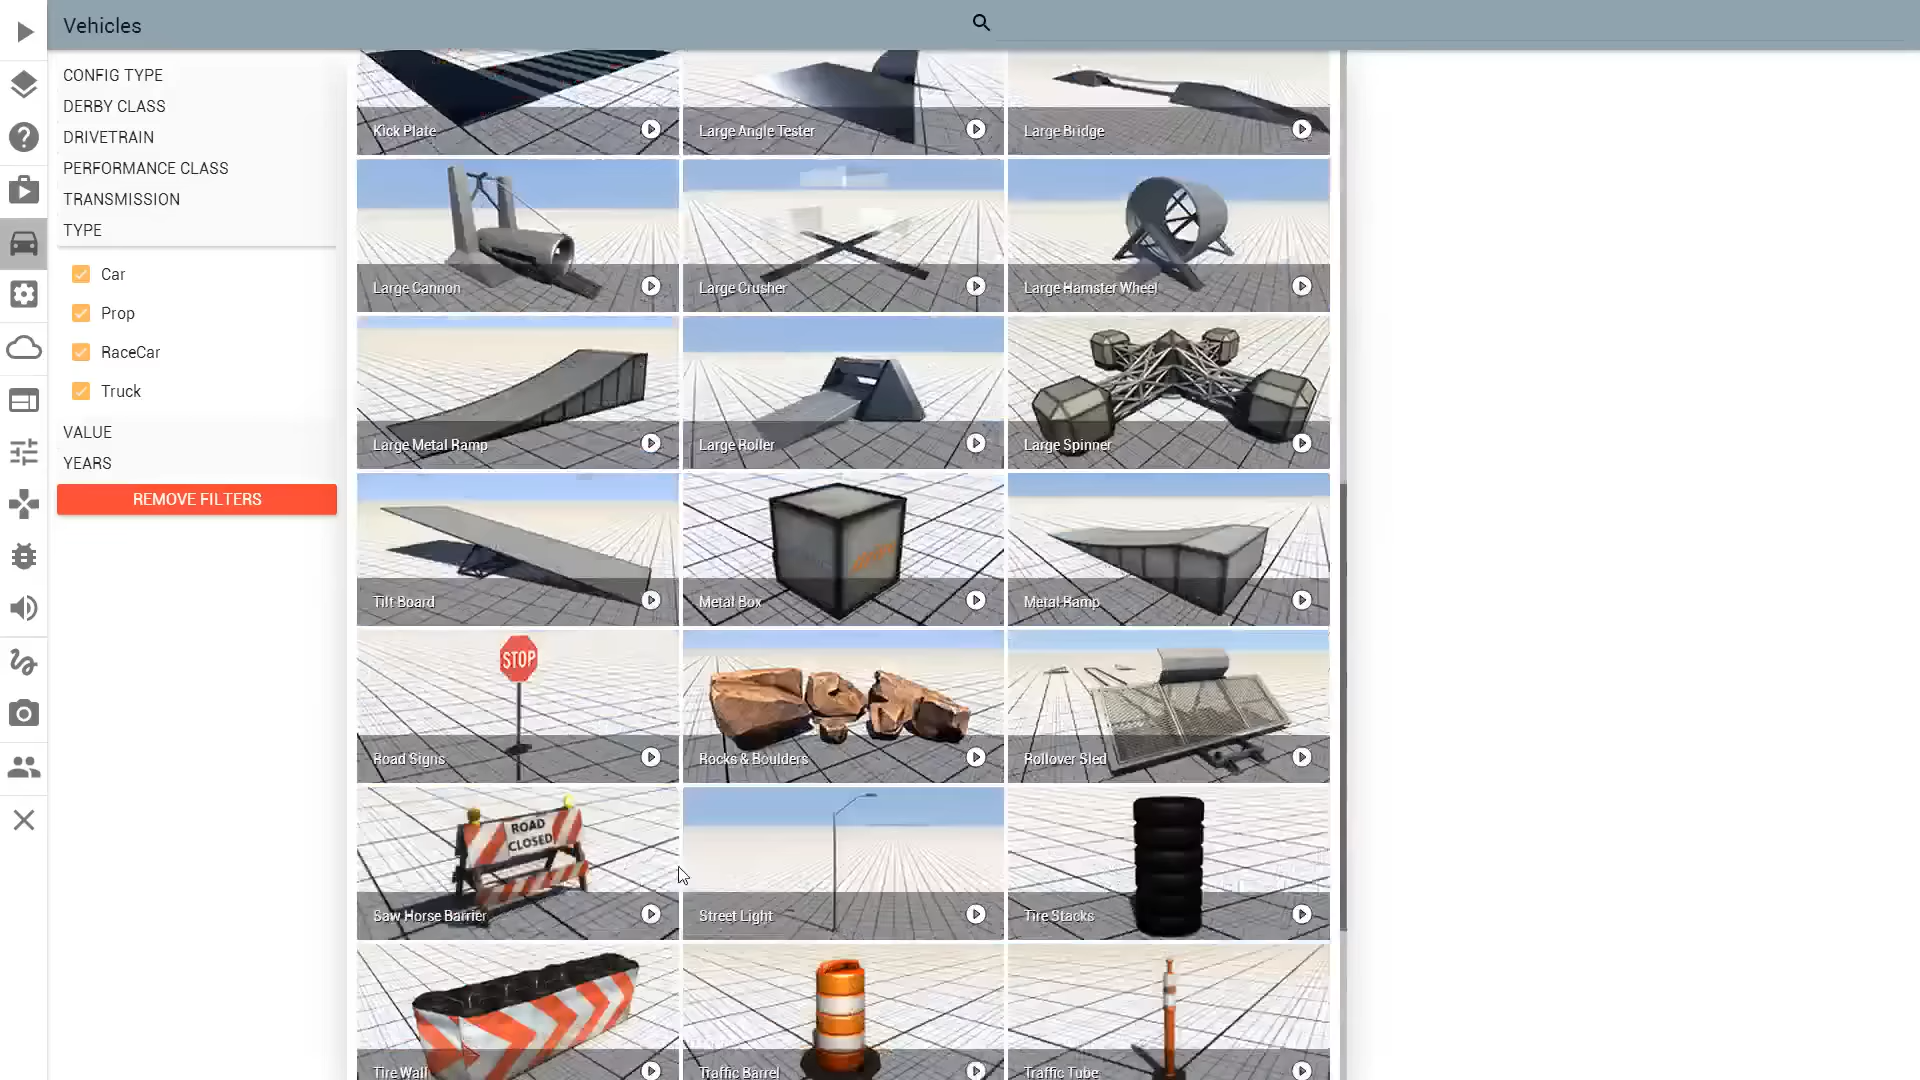 Vehicles
CONFIG TYPE
DERBY CLASS
DRIVETRAIN
PERFORMANCE CLASS
TRANSMISSION
TYPE
Car
Prop
RaceCar
Truck
VALUE
YEARS
REMOVE FILTERS
Kick Plate
Large Angle Tester
Large Bridge
Large Cannon
Large Crusher
Large Hamster Wheel
Large Metal Ramp
Large Roller
Large Spinner
Tilt Board
Metal Box
Metal Ramp
STOP
Road Signs
Rocks & Boulders
Rollover Sled
ROAD
CLOSED
Saw Horse Barrier
Street Light
Tire Stacks
Tire Wall
Traffic Barrel
Traffic Tube